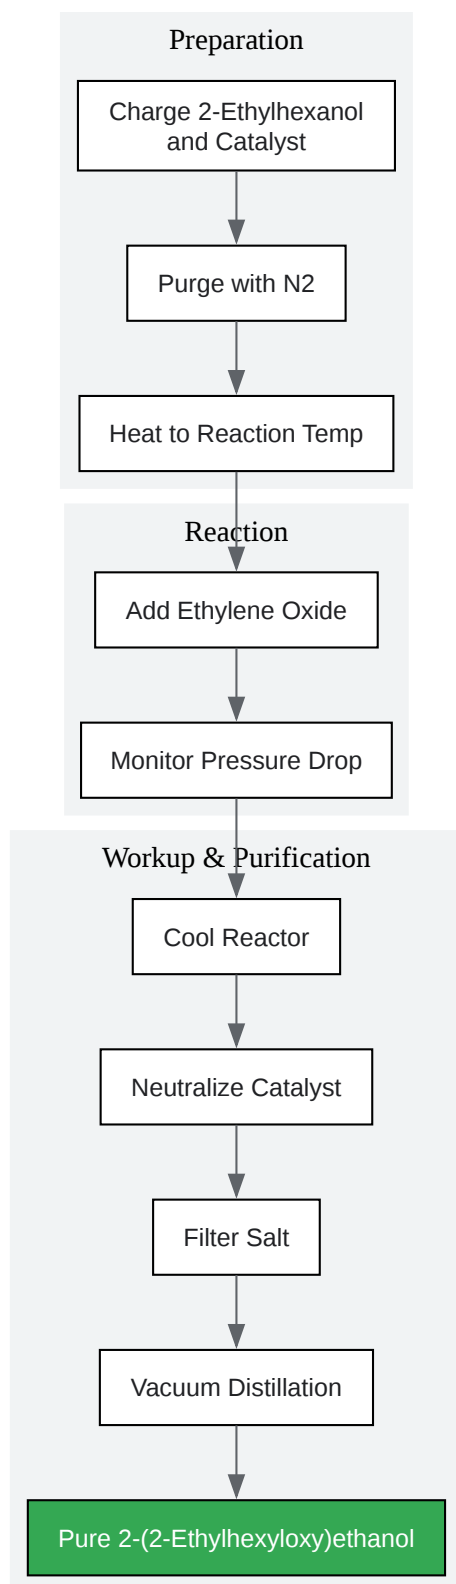 Preparation
Charge 2-Ethylhexanol
and Catalyst
Purge with N2
Heat to Reaction Temp
Reaction
Add Ethylene Oxide
Monitor Pressure Drop
Workup & Purification
Cool Reactor
Neutralize Catalyst
Filter Salt
Vacuum Distillation
Pure 2-(2-Ethylhexyloxy)ethanol